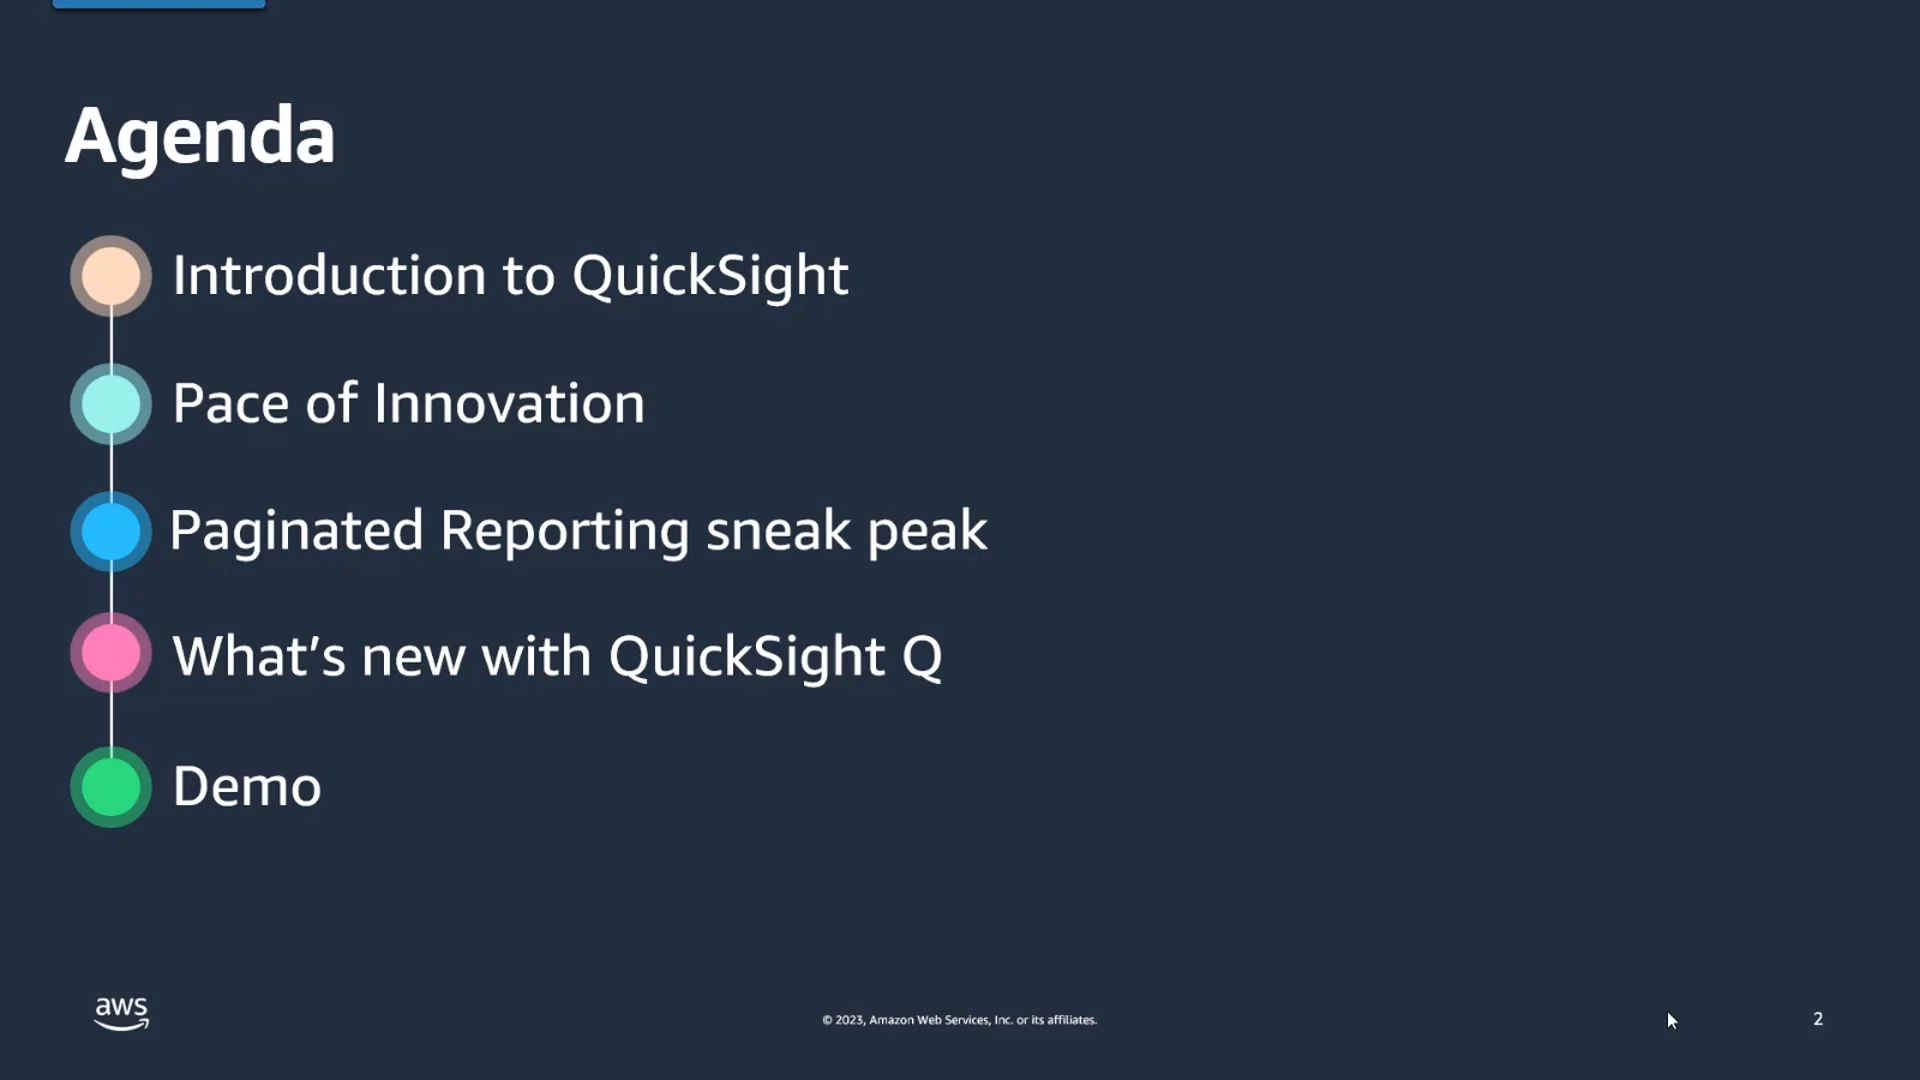 Agenda
Introduction to QuickSight
Pace of Innovation
Paginated Reporting sneak peak
What’s new with QuickSight Q
Demo
aws
© 2023, Amazon Web Services, Inc. or its affiliates.
2